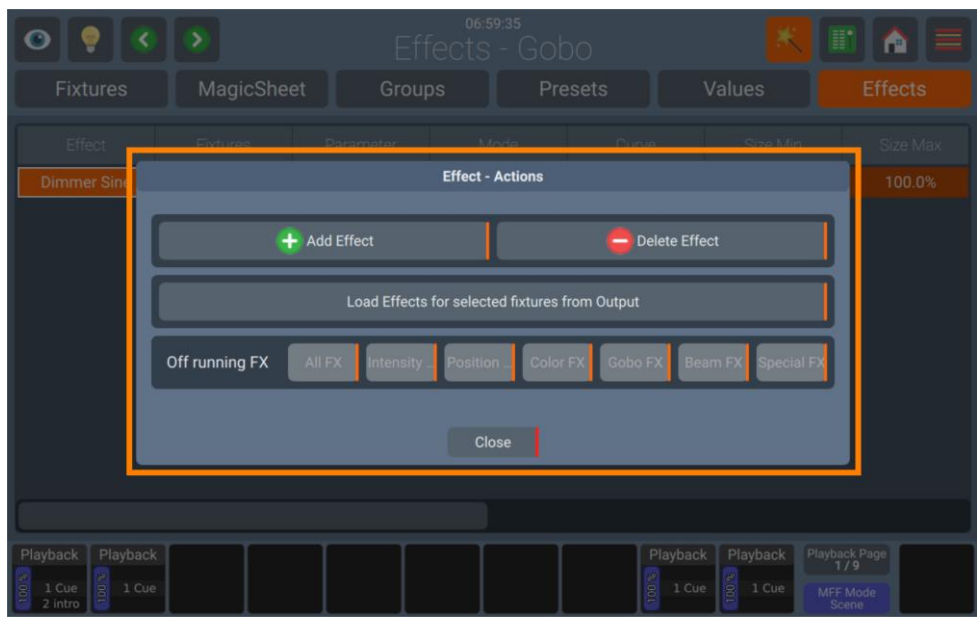 06:59:35
Effects - Gobo
Fixtures
MagicSheet
Groups
Presets
Values
Effects
Effect
Fixtures
Parameter
Mode
Curve
Size Min
Size Max
Dimmer Sine
100.0%
Effect - Actions
Add Effect
Delete Effect
Load Effects for selected fixtures from Output
Off running FX
All FX
Intensity ...
Position ...
Color FX
Gobo FX
Beam FX
Special FX
Close
Playback
100 %
1 Cue
2 intro
Playback
100 %
1 Cue
Playback
100 %
1 Cue
Playback
100 %
1 Cue
Playback Page
1 / 9
MFF Mode
Scene